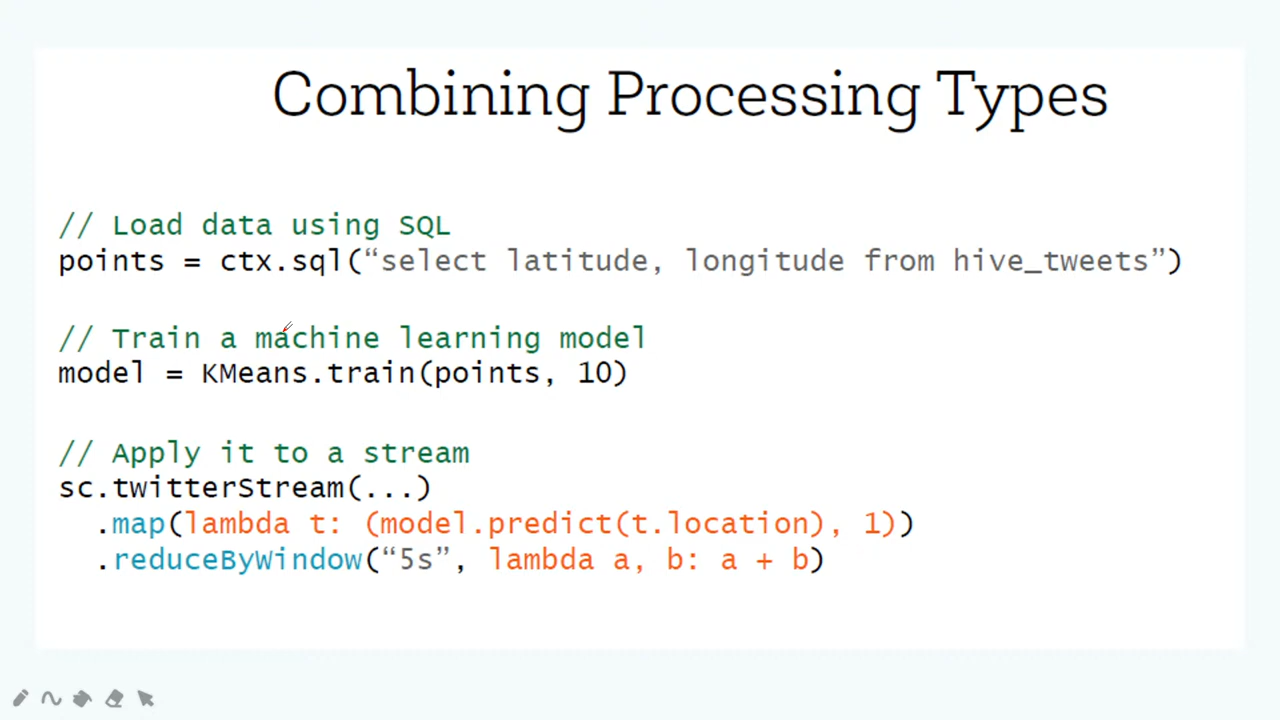 Combining Processing Types
// Load data using SQL
points = ctx.sql(“select latitude, longitude from hive_tweets”)
// Train a machine learning model
model = KMeans.train(points, 10)
// Apply it to a stream
sc.twitterStream(...)
.map(lambda t: (model.predict(t.location), 1))
.reduceByWindow(“5s”, lambda a, b: a + b)